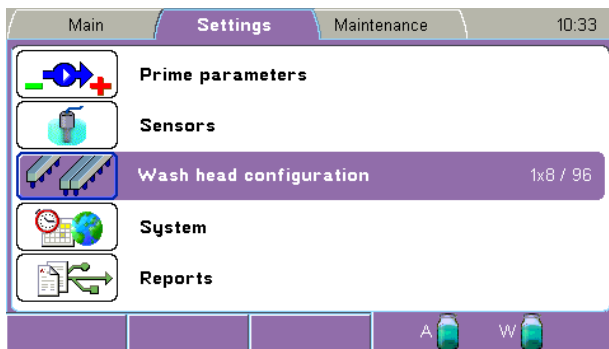 Main Settings Maintenance 10:33
Prime parameters
Sensors
Wash head configuration 1x8 / 96
System
Reports
A W